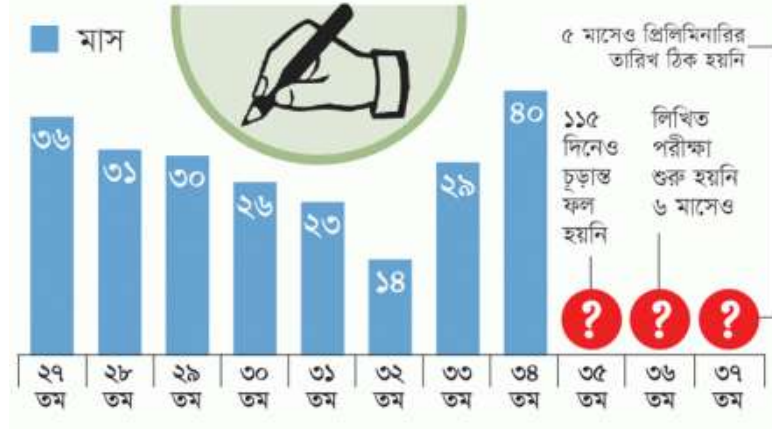 মাস
৫ মাসেও প্রিলিমিনারির
তারিখ ঠিক হয়নি
৩৬
৩১
৩০
২৬
২৩
১৪
২৯
৪০
১১৫
দিনেও
চূড়ান্ত
ফল
হয়নি
লিখিত
পরীক্ষা
শুরু হয়নি
৬ মাসেও
?
?
?
২৭ ২৮ ২৯ ৩০ ৩১ ৩২ ৩৩ ৩৪ ৩৫ ৩৬ ৩৭
তম তম তম তম তম তম তম তম তম তম তম